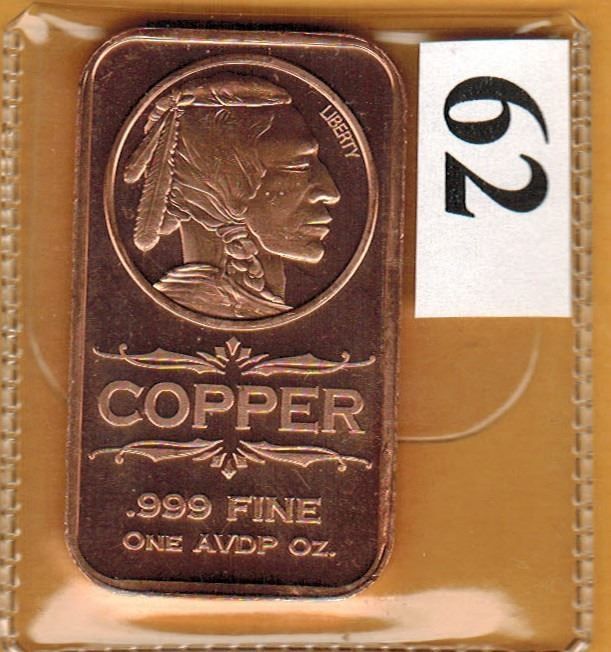 LIBERTY
COPPER
.999 FINE
ONE AVDP OZ.
62